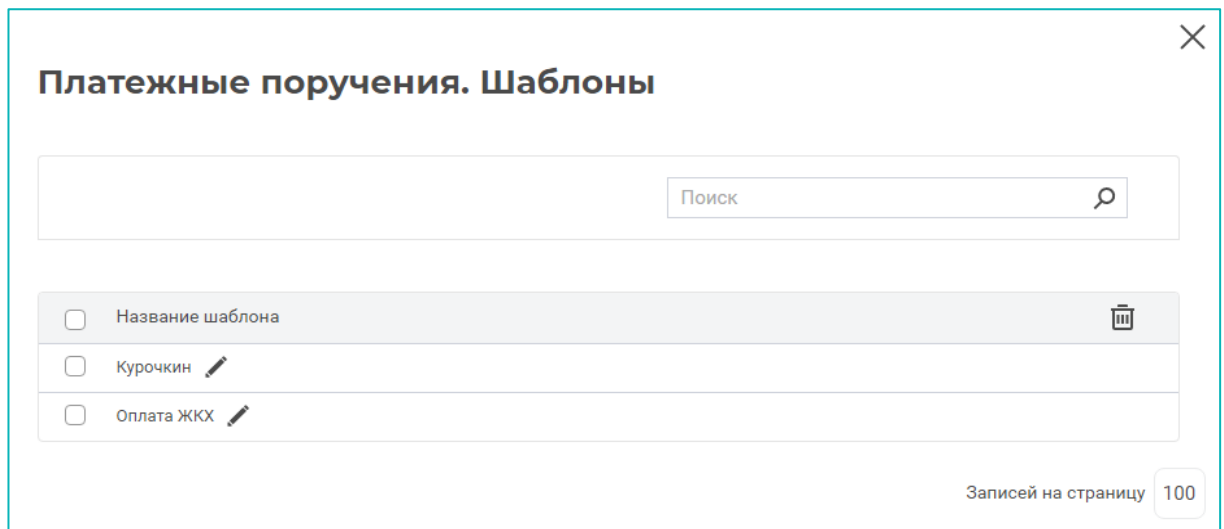 Платежные поручения. Шаблоны
Поиск
Название шаблона
Курочкин
Оплата ЖКХ
Записей на страницу 100